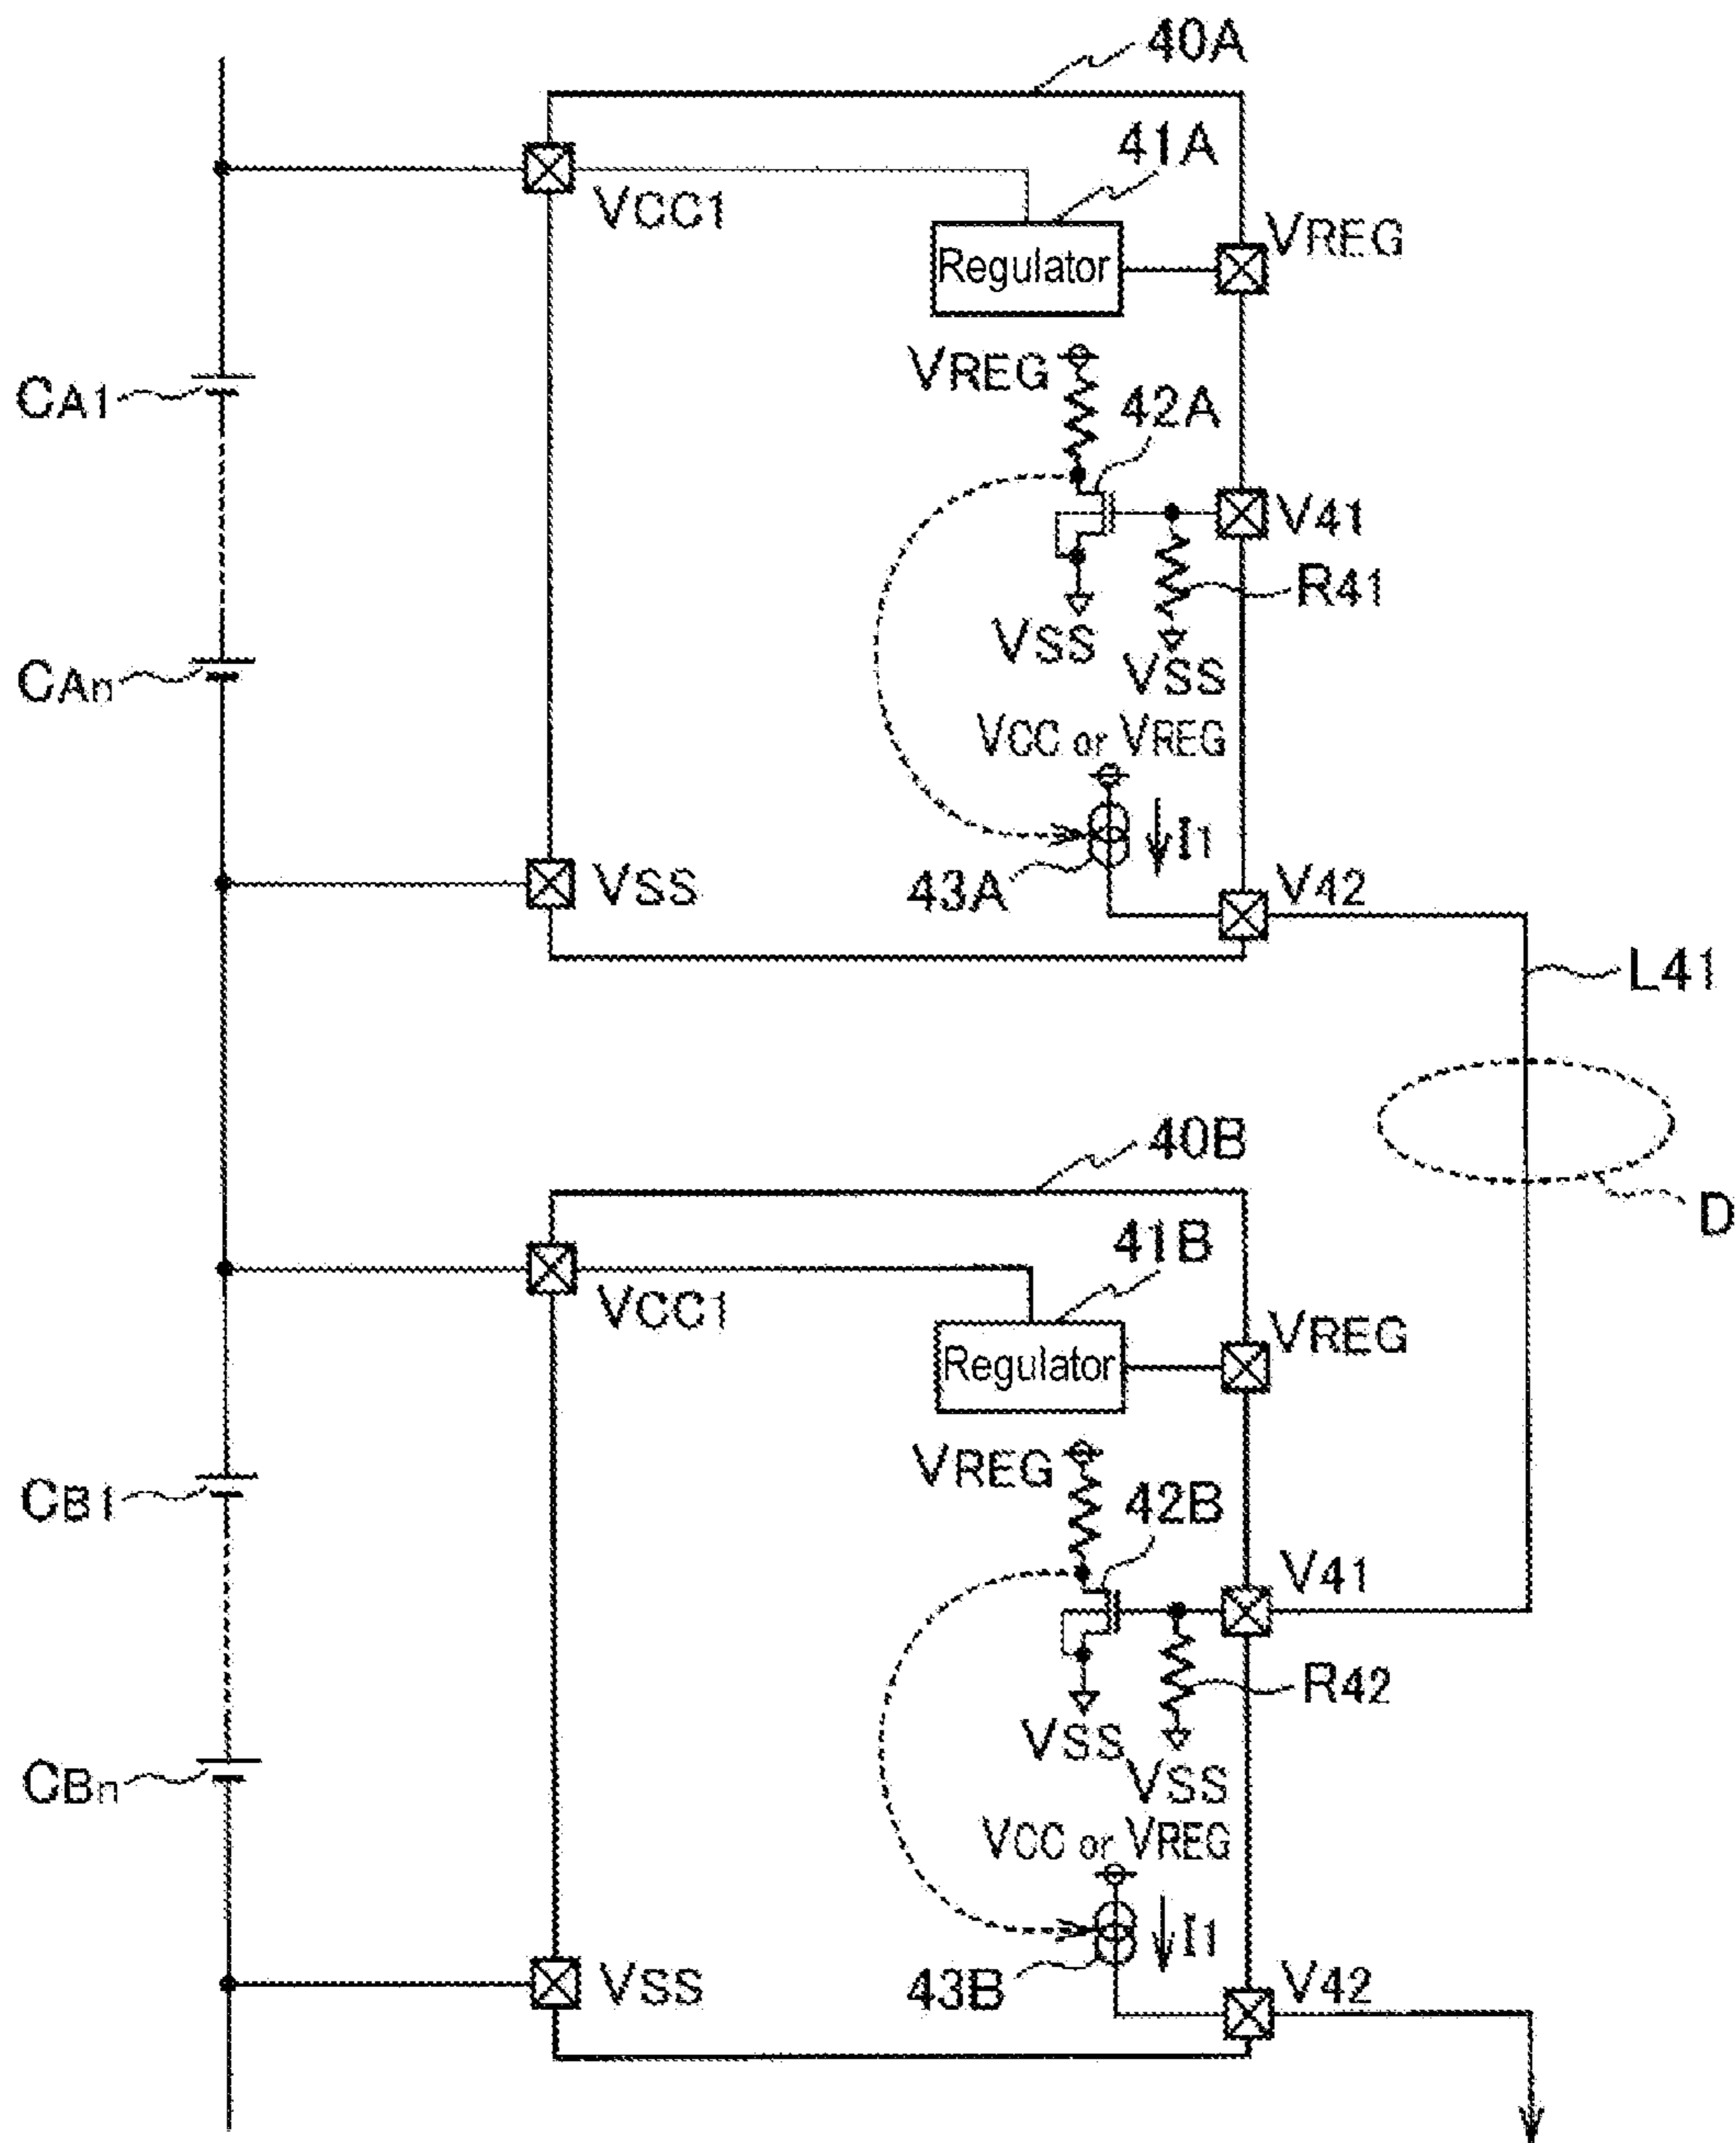 40A
41A
VCC1
VREG
Regulator
VREG
42A
CA1
V41
R41
VSS
VSS
CAn
VCC or VREG
I1
VSS
43A
V42
L41
40B
D
41B
VCC1
VREG
Regulator
VREG
42B
CB1
V41
R42
VSS
VSS
CBn
VCC or VREG
I1
VSS
43B
V42